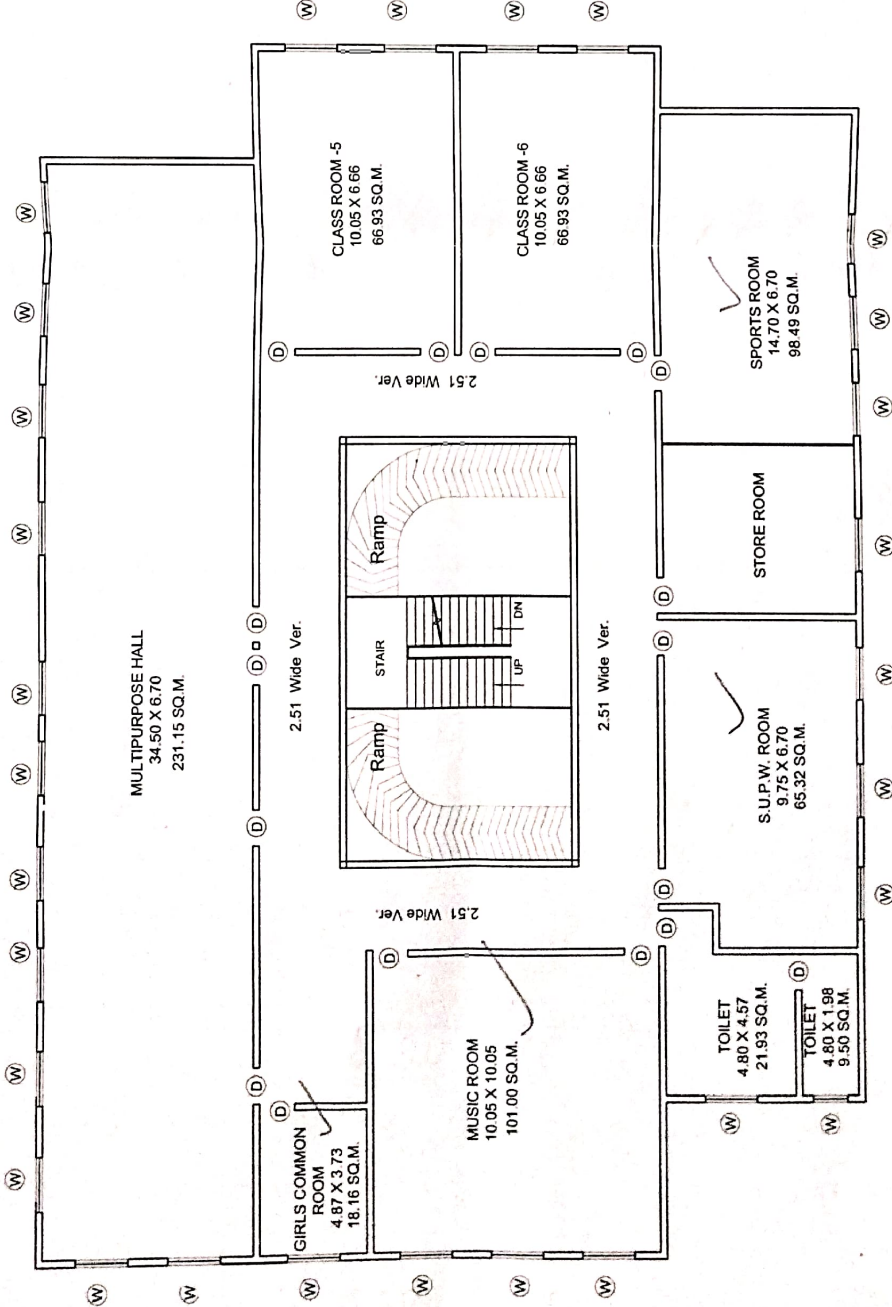 W W W W W W W W W W
W
MULTIPURPOSE HALL
34.50 X 6.70
231.15 SQ.M.
W
D D D D
W
GIRLS COMMON
ROOM
4.87 X 3.73
18.16 SQ.M.
D
2.51 Wide Ver.
D
CLASS ROOM -5
10.05 X 6.66
66.93 SQ.M.
W
W
D
W
D
MUSIC ROOM
10.05 X 10.05
101.00 SQ.M.
W
W
D
2.51 Wide Ver.
Ramp
STAIR
UP
DN
Ramp
2.51 Wide Ver.
D
CLASS ROOM -6
10.05 X 6.66
66.93 SQ.M.
W
W
D
2.51 Wide Ver.
D D D D D
W
TOILET
4.80 X 4.57
21.93 SQ.M.
D
W
TOILET
4.80 X 1.98
9.50 SQ.M.
S.U.P.W. ROOM
9.75 X 6.70
65.32 SQ.M.
STORE ROOM
SPORTS ROOM
14.70 X 6.70
98.49 SQ.M.
W W W W W W